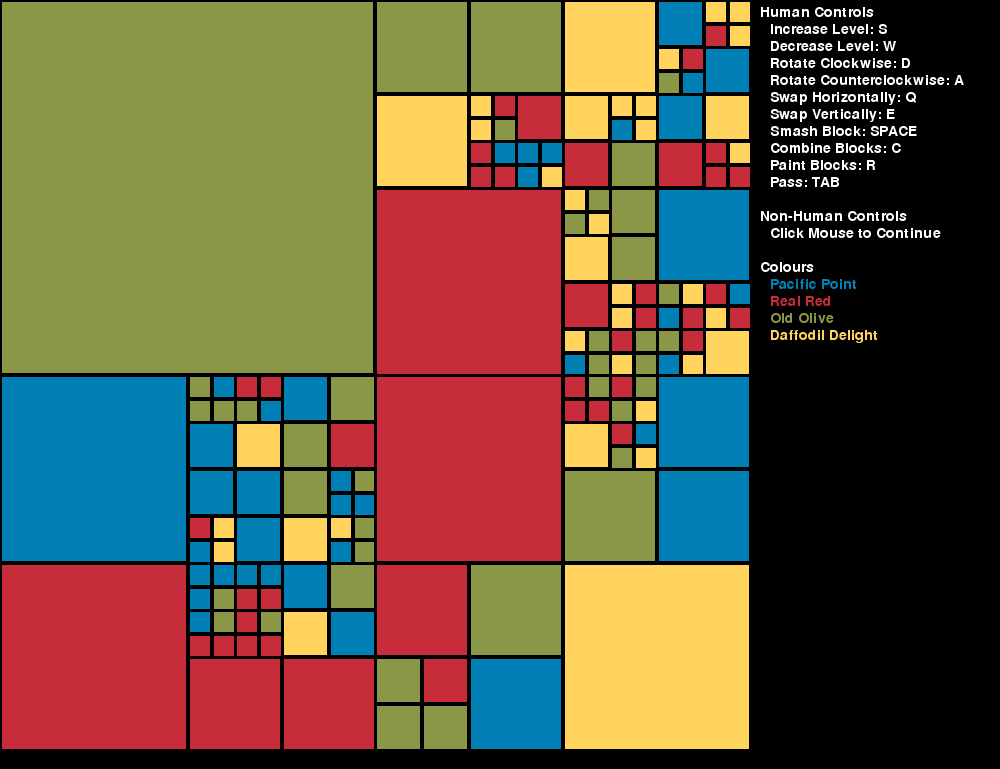 Human Controls
Increase Level: S
Decrease Level: W
Rotate Clockwise: D
Rotate Counterclockwise: A
Swap Horizontally: Q
Swap Vertically: E
Smash Block: SPACE
Combine Blocks: C
Paint Blocks: R
Pass: TAB
Non-Human Controls
Click Mouse to Continue
Colours
Pacific Point
Real Red
Old Olive
Daffodil Delight